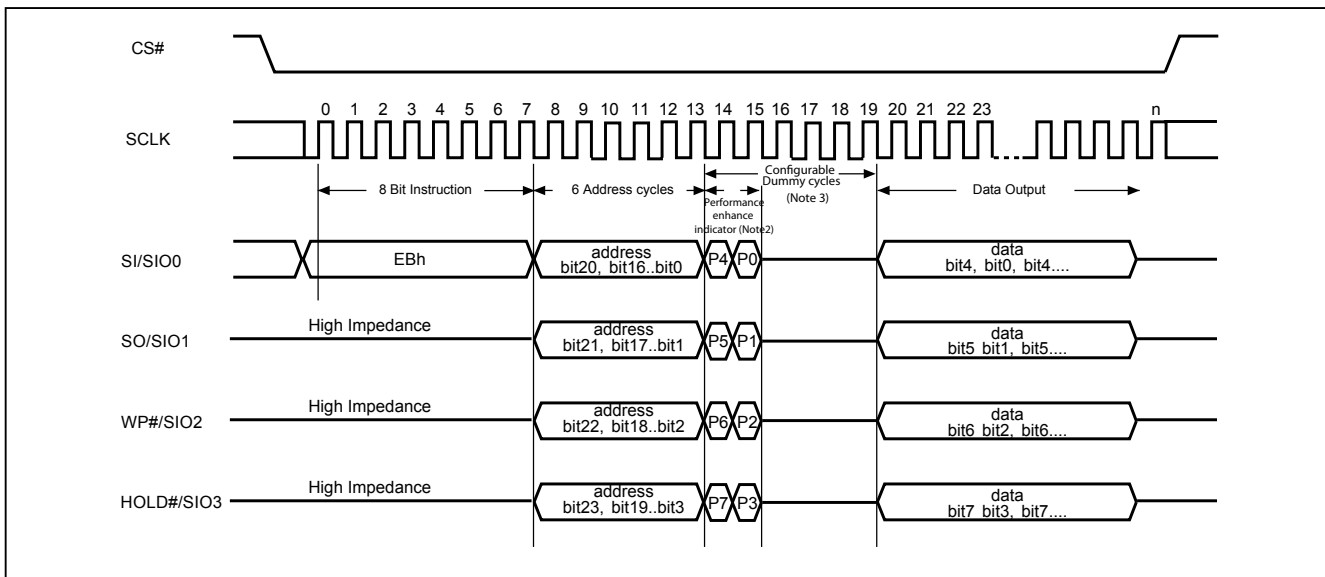 CS#
0 1 2 3 4 5 6 7 8 9 10 11 12 13 14 15 16 17 18 19 20 21 22 23 n
SCLK
8 Bit Instruction
6 Address cycles
Configurable
Dummy cycles
(Note 3)
Data Output
Performance
enhance
indicator (Note2)
SI/SIO0
EBh
address
bit20, bit16..bit0
P4
P0
data
bit4, bit0, bit4....
SO/SIO1
High Impedance
address
bit21, bit17..bit1
P5
P1
data
bit5 bit1, bit5....
WP#/SIO2
High Impedance
address
bit22, bit18..bit2
P6
P2
data
bit6 bit2, bit6....
HOLD#/SIO3
High Impedance
address
bit23, bit19..bit3
P7
P3
data
bit7 bit3, bit7....